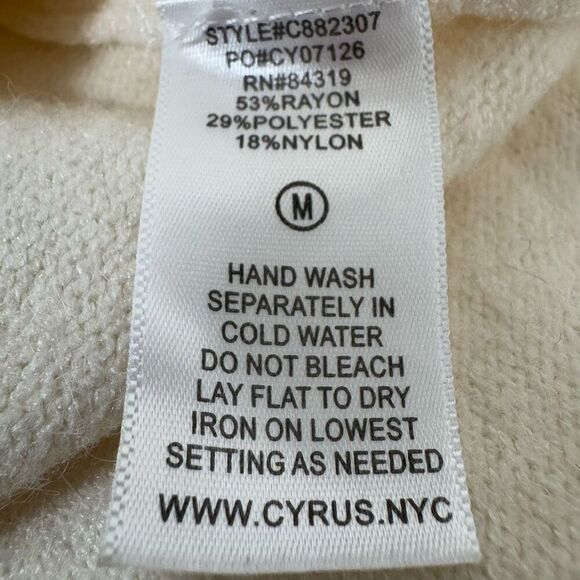 STYLE#C882307
PO#CY07126
RN#84319
53%RAYON
29%POLYESTER
18%NYLON
M
HAND WASH
SEPARATELY IN
COLD WATER
DO NOT BLEACH
LAY FLAT TO DRY
IRON ON LOWEST
SETTING AS NEEDED
WWW.CYRUS.NYC